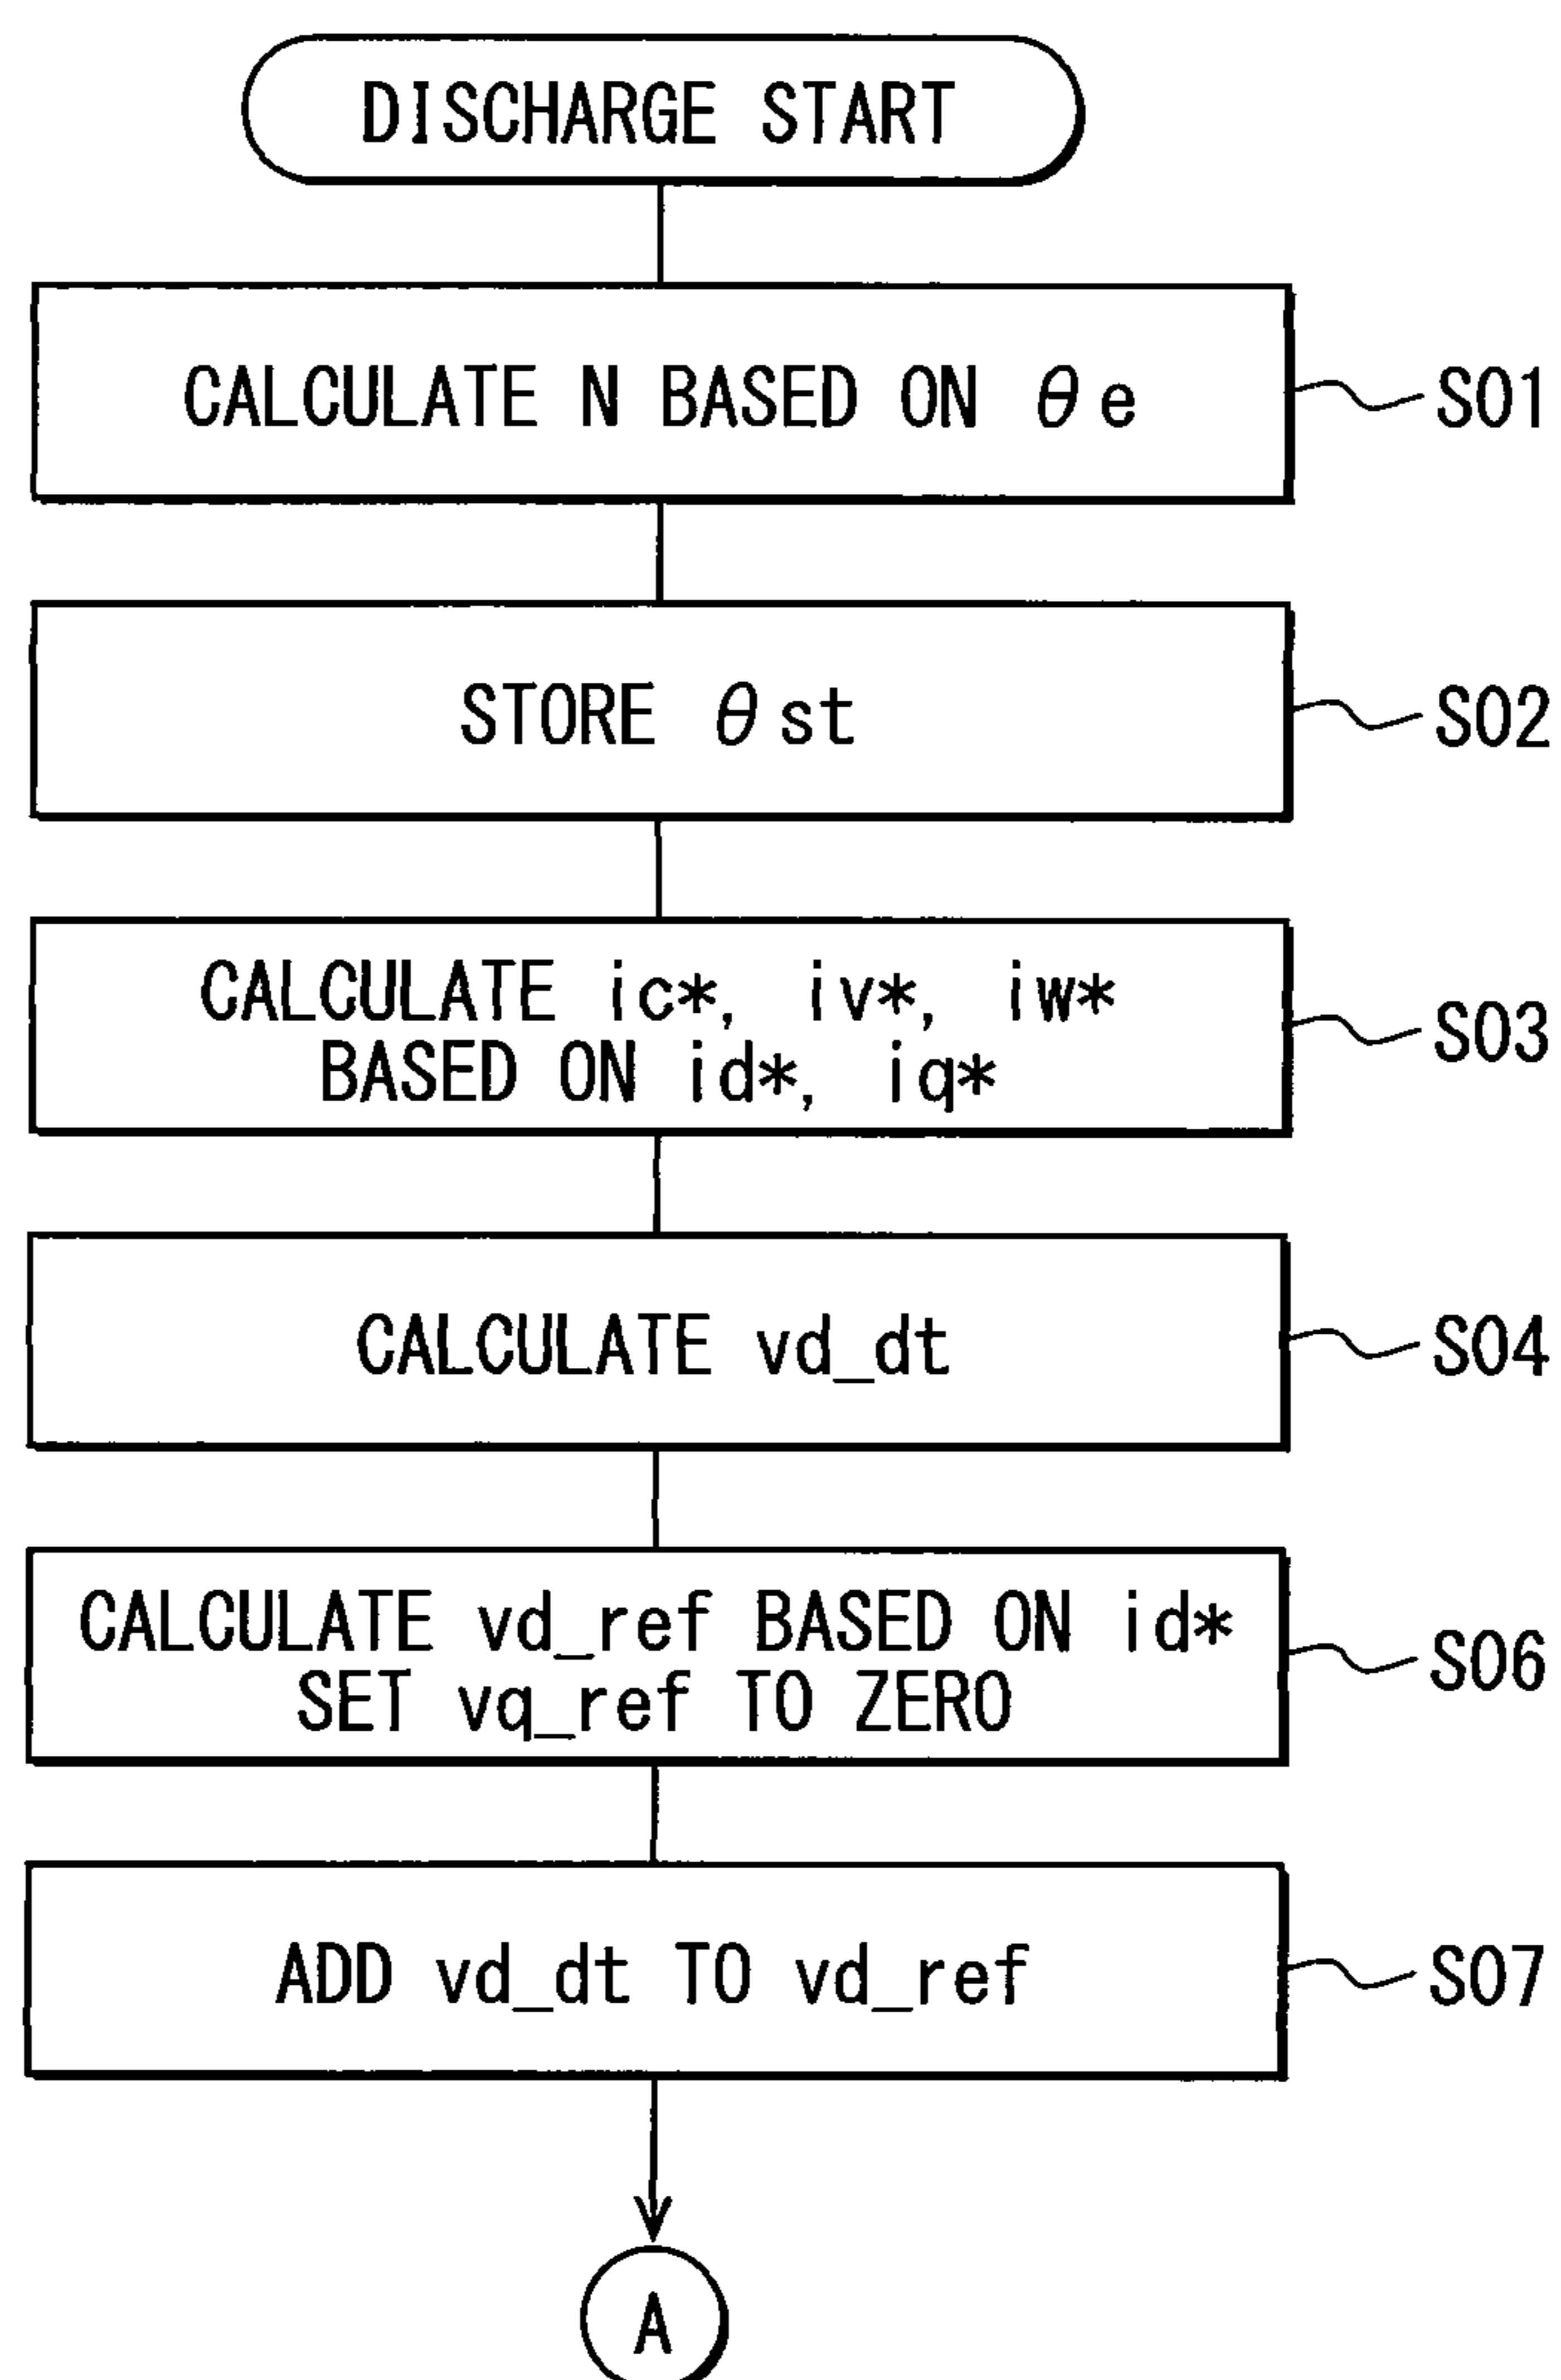 DISCHARGE START
CALCULATE N BASED ON θe
S01
STORE θst
S02
CALCULATE ic*, iv*, iw*
BASED ON id*, iq*
S03
CALCULATE vd_dt
S04
CALCULATE vd_ref BASED ON id*
SET vq_ref TO ZERO
S06
ADD vd_dt TO vd_ref
S07
A